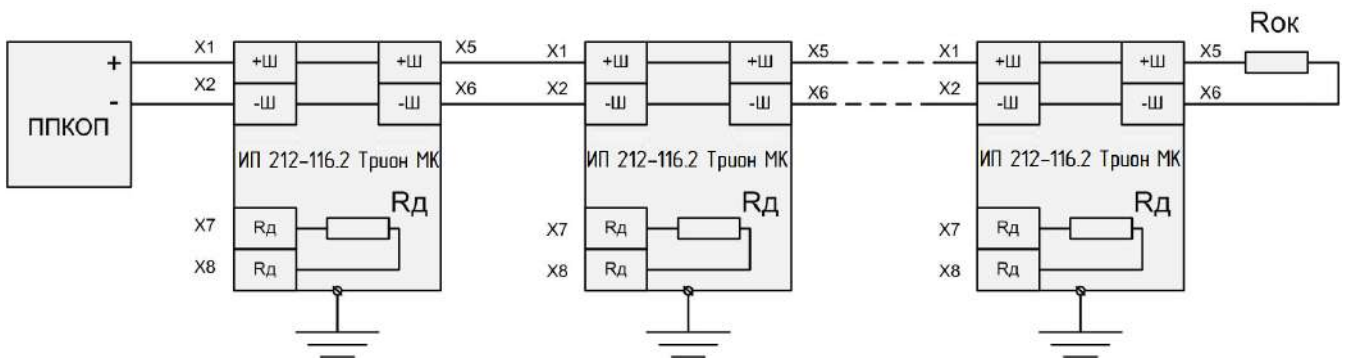 Rок
X1 +Ш +Ш X5 X1 +Ш +Ш X5 X1 +Ш +Ш X5
+
X2 -Ш -Ш X6 X2 -Ш -Ш X6 X2 -Ш -Ш X6
-
ППКОП
ИП 212-116.2 Трион МК ИП 212-116.2 Трион МК ИП 212-116.2 Трион МК
Rд Rд Rд
X7 Rд X7 Rд X7 Rд
X8 Rд X8 Rд X8 Rд